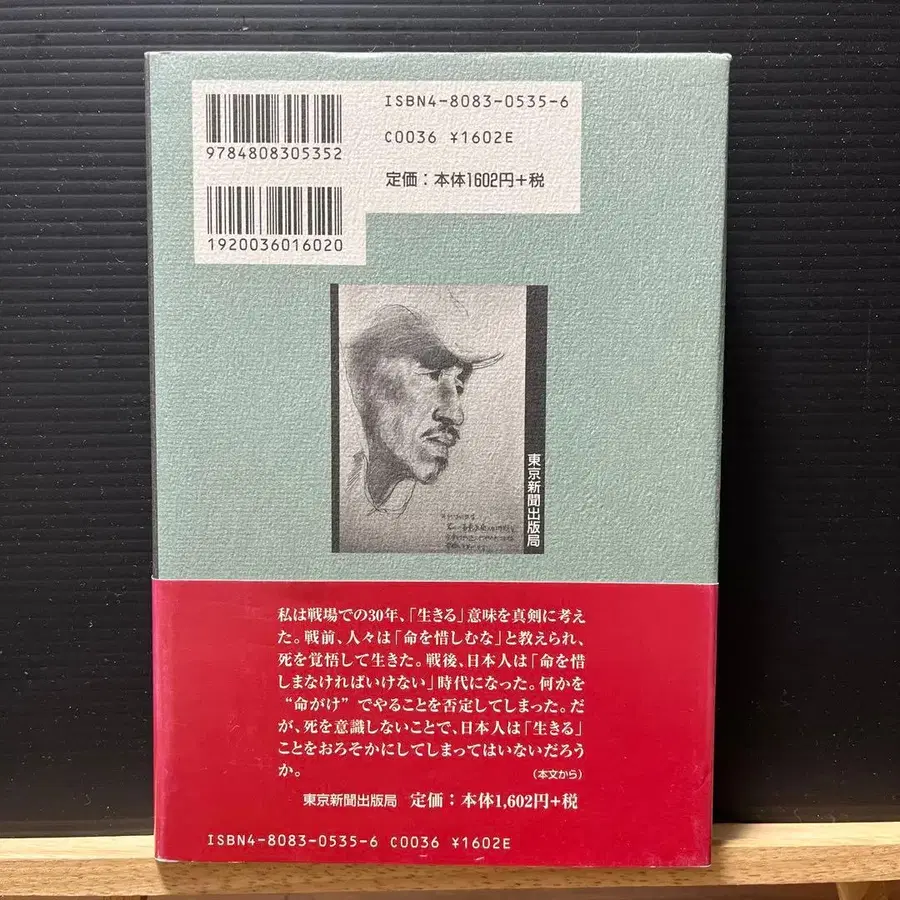 ISBN4-8083-0535-6
C0036 ¥1602E
定価：本体1602円＋税
9784808305352
1920036016020
東京新聞出版局
私は戦場での30年、「生きる」意味を真剣に考え
た。戦前、人々は「命を惜しむな」と教えられ、
死を覚悟して生きた。戦後、日本人は「命を惜
しまなければいけない」時代になった。何かを
“命がけ”でやることを否定してしまった。だ
が、死を意識しないことで、日本人は「生きる」
ことをおろそかにしてしまってはいないだろう
か。
（本文から）
東京新聞出版局 定価：本体1,602円＋税
ISBN4-8083-0535-6 C0036 ¥1602E